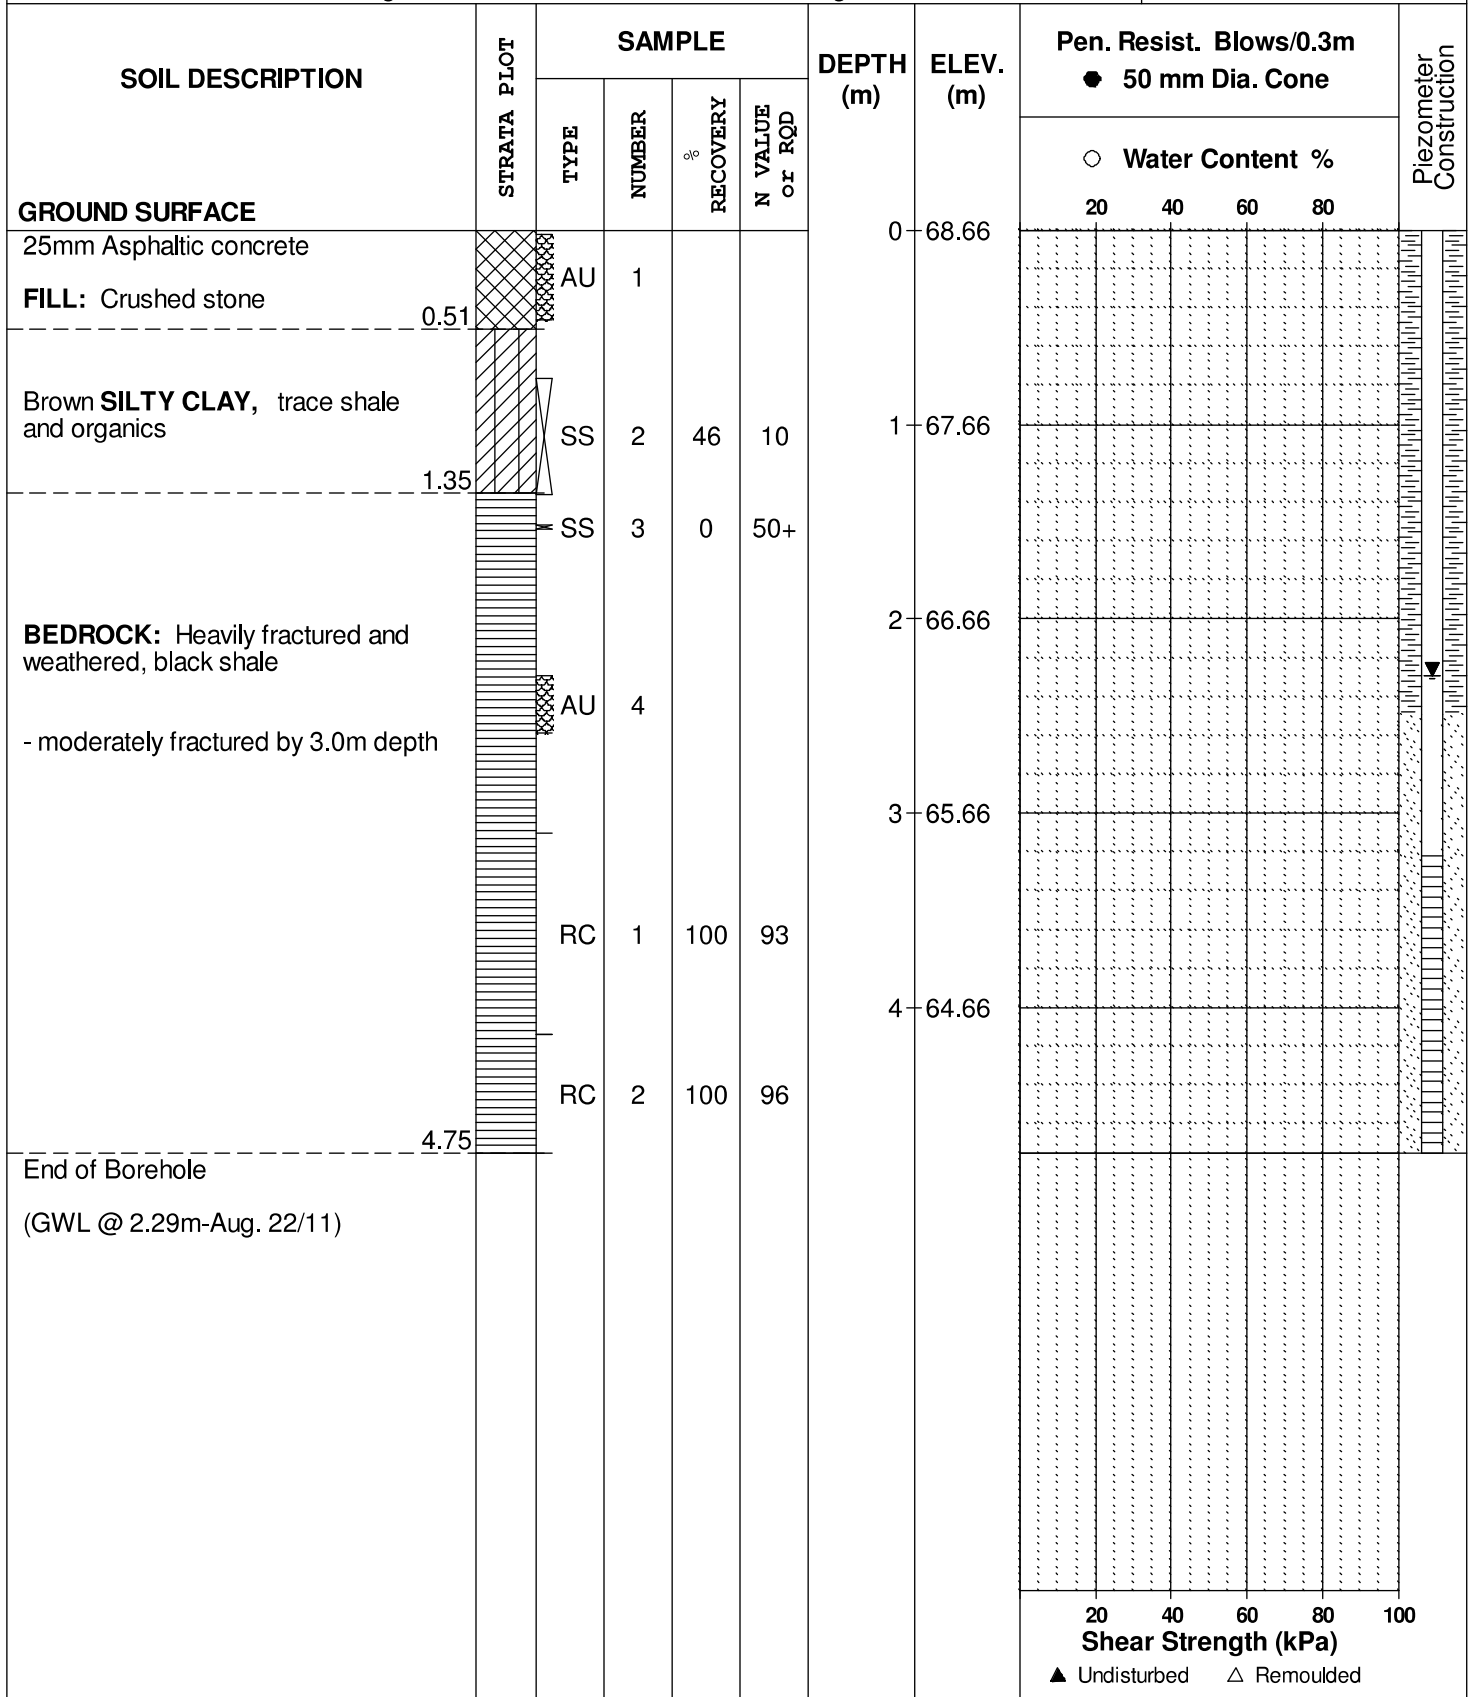 SOIL DESCRIPTION
GROUND SURFACE
STRATA PLOT
SAMPLE
TYPE
NUMBER
%
RECOVERY
N VALUE
or RQD
DEPTH
(m)
ELEV.
(m)
Pen. Resist. Blows/0.3m
● 50 mm Dia. Cone
○ Water Content %
20 40 60 80
Piezometer
Construction
0 68.66
25mm Asphaltic concrete
AU 1
FILL: Crushed stone
0.51
Brown SILTY CLAY, trace shale
and organics
SS 2 46 10
1 67.66
1.35
SS 3 0 50+
2 66.66
BEDROCK: Heavily fractured and
weathered, black shale
AU 4
- moderately fractured by 3.0m depth
3 65.66
RC 1 100 93
4 64.66
RC 2 100 96
4.75
End of Borehole
(GWL @ 2.29m-Aug. 22/11)
20 40 60 80 100
Shear Strength (kPa)
▲ Undisturbed △ Remoulded